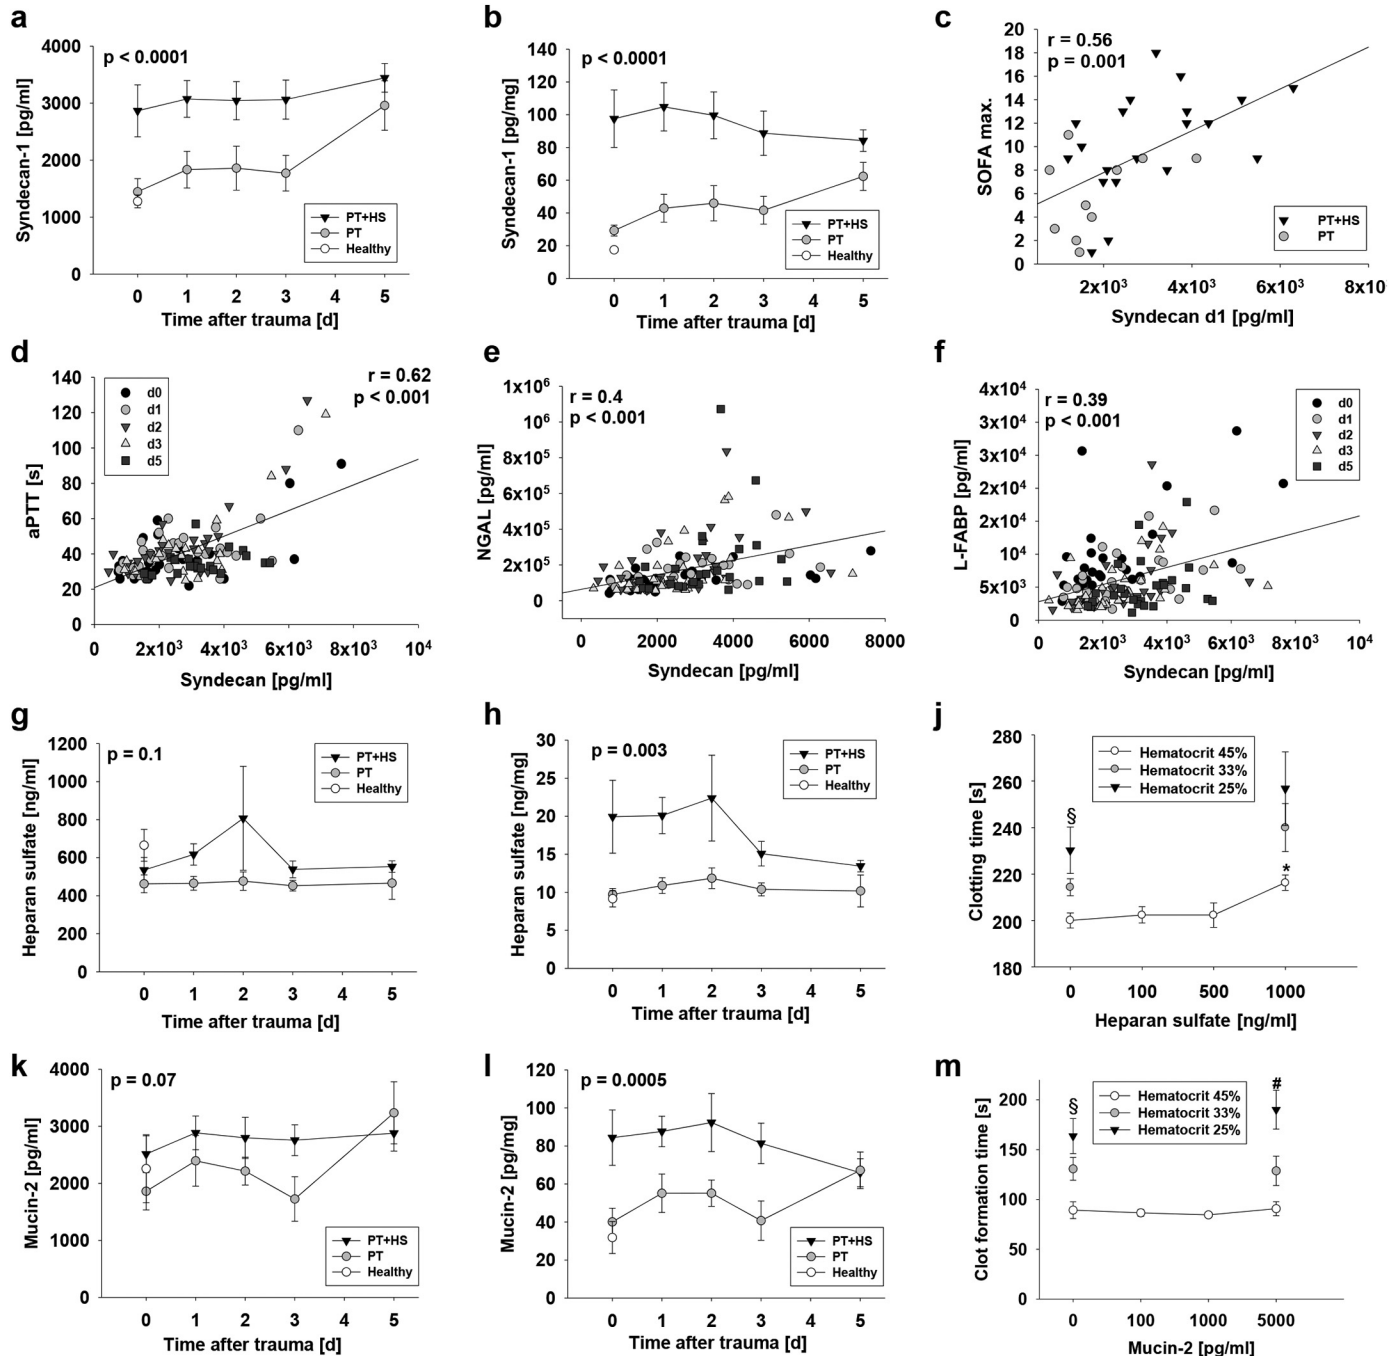 a
p < 0.0001
Syndecan-1 [pg/ml]
4000
3000
2000
1000
0
PT+HS
PT
Healthy
0 1 2 3 4 5
Time after trauma [d]
b
p < 0.0001
Syndecan-1 [pg/mg]
140
120
100
80
60
40
20
0
PT+HS
PT
Healthy
0 1 2 3 4 5
Time after trauma [d]
c
r = 0.56
p = 0.001
SOFA max.
20
18
16
14
12
10
8
6
4
2
0
PT+HS
PT
2x10³ 4x10³ 6x10³ 8x10
Syndecan d1 [pg/ml]
d
r = 0.62
p < 0.001
aPTT [s]
140
120
100
80
60
40
20
0
d0
d1
d2
d3
d5
0 2x10³ 4x10³ 6x10³ 8x10³ 10⁴
Syndecan [pg/ml]
e
r = 0.4
p < 0.001
NGAL [pg/ml]
1x10⁶
10⁶
8x10⁵
6x10⁵
4x10⁵
2x10⁵
0
0 2000 4000 6000 8000
Syndecan [pg/ml]
f
r = 0.39
p < 0.001
L-FABP [pg/ml]
4x10⁴
3x10⁴
2x10⁴
2x10⁴
10⁴
5x10³
0
d0
d1
d2
d3
d5
0 2x10³ 4x10³ 6x10³ 8x10³ 10⁴
Syndecan [pg/ml]
g
p = 0.1
Heparan sulfate [ng/ml]
1200
1000
800
600
400
200
0
PT+HS
PT
Healthy
0 1 2 3 4 5
Time after trauma [d]
h
p = 0.003
Heparan sulfate [ng/mg]
30
25
20
15
10
5
0
PT+HS
PT
Healthy
0 1 2 3 4 5
Time after trauma [d]
j
Clotting time [s]
280
260
240
220
200
180
Hematocrit 45%
Hematocrit 33%
Hematocrit 25%
§
*
0 100 500 1000
Heparan sulfate [ng/ml]
k
p = 0.07
Mucin-2 [pg/ml]
4000
3000
2000
1000
0
PT+HS
PT
Healthy
0 1 2 3 4 5
Time after trauma [d]
l
p = 0.0005
Mucin-2 [pg/mg]
120
100
80
60
40
20
0
PT+HS
PT
Healthy
0 1 2 3 4 5
Time after trauma [d]
m
Clot formation time [s]
200
150
100
50
0
Hematocrit 45%
Hematocrit 33%
Hematocrit 25%
§
#
0 100 1000 5000
Mucin-2 [pg/ml]